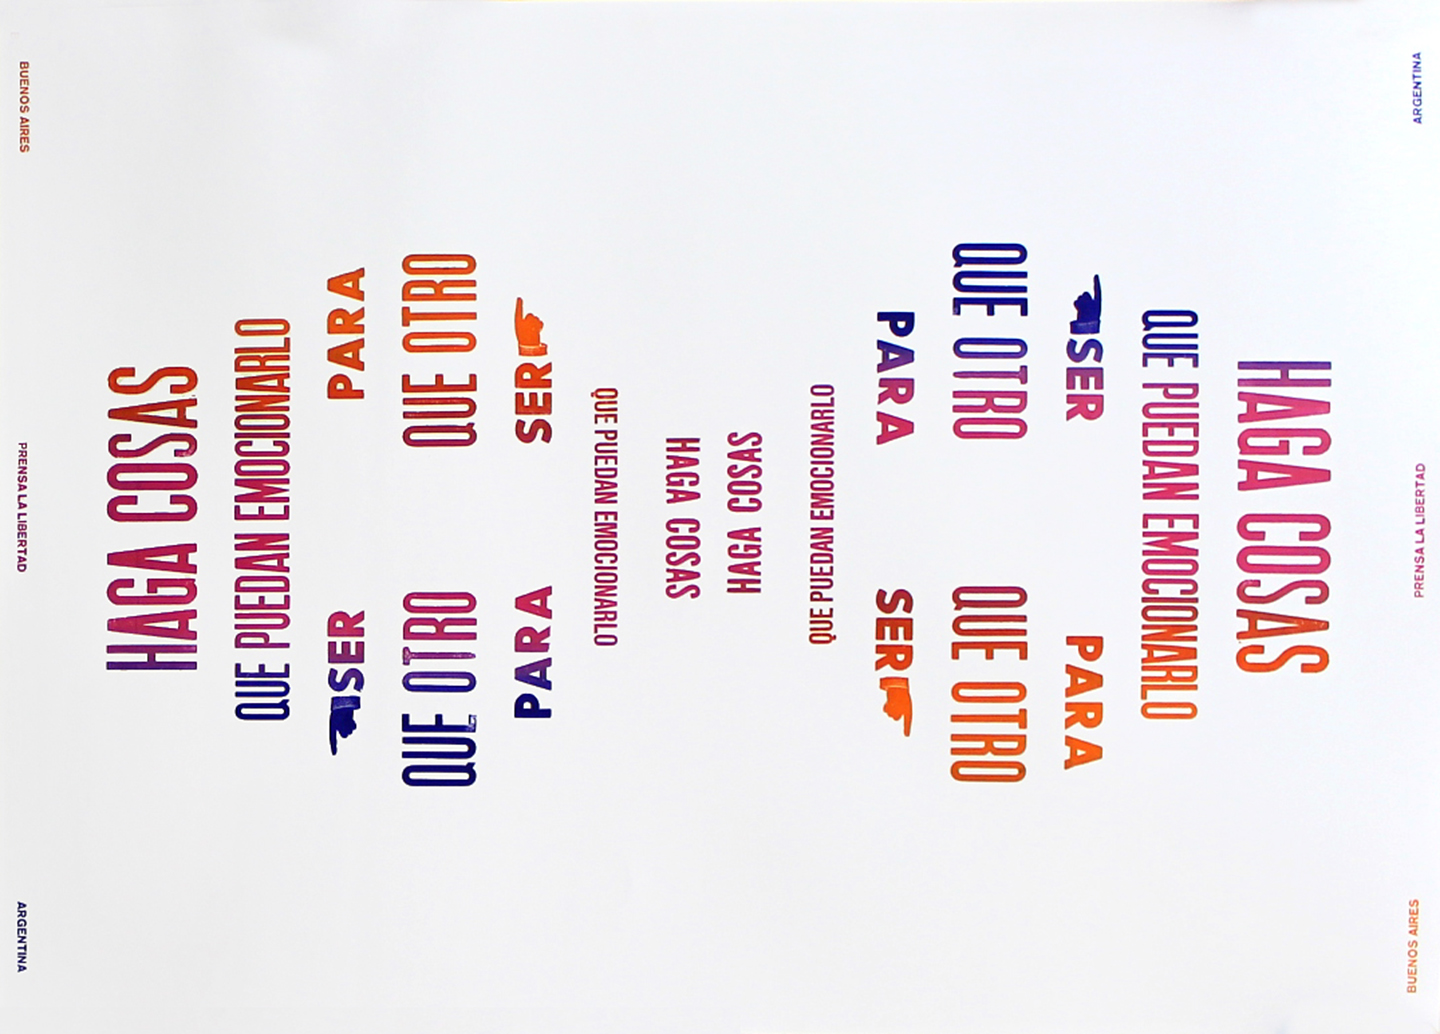 BUENOS AIRES PRENSA LA LIBERTAD ARGENTINA
HAGA COSAS
QUE PUEDAN EMOCIONARLO
SER PARA
QUE OTRO QUE OTRO
PARA SER
QUE PUEDAN EMOCIONARLO
HAGA COSAS
HAGA COSAS
QUE PUEDAN EMOCIONARLO
PARA SER
QUE OTRO QUE OTRO
SER PARA
QUE PUEDAN EMOCIONARLO
HAGA COSAS
BUENOS AIRES PRENSA LA LIBERTAD ARGENTINA